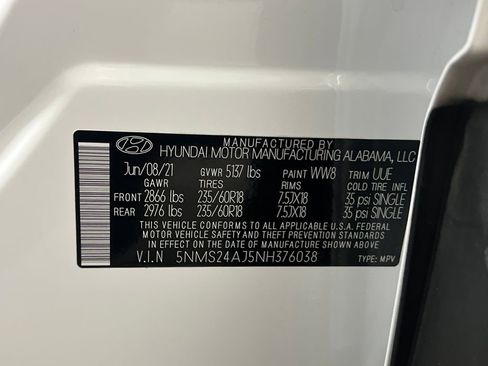 MANUFACTURED BY
HYUNDAI MOTOR MANUFACTURING ALABAMA, LLC
Jun/08/21 GVWR 5137 lbs PAINT WW8 TRIM UUE
GAWR TIRES RIMS COLD TIRE INFL
FRONT 2866 lbs 235/60R18 7.5JX18 35 psi SINGLE
REAR 2976 lbs 235/60R18 7.5JX18 35 psi SINGLE
THIS VEHICLE CONFORMS TO ALL APPLICABLE U.S.A. FEDERAL
MOTOR VEHICLE SAFETY AND THEFT PREVENTION STANDARDS
IN EFFECT ON THE DATE OF MANUFACTURE SHOWN ABOVE.
V.I.N 5NMS24AJ5NH376038 TYPE: MPV